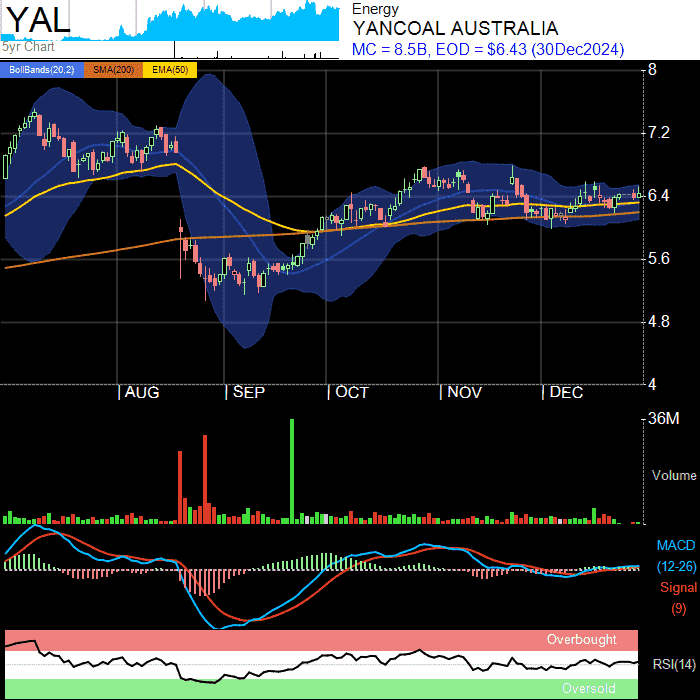 YAL
5yr Chart
Energy
YANCOAL AUSTRALIA
MC = 8.5B, EOD = $6.43 (30Dec2024)
BollBands(20,2) SMA(200) EMA(50)
8
7.2
6.4
5.6
4.8
4
AUG SEP OCT NOV DEC
36M
Volume
MACD
(12-26)
Signal
(9)
Overbought
RSI(14)
Oversold